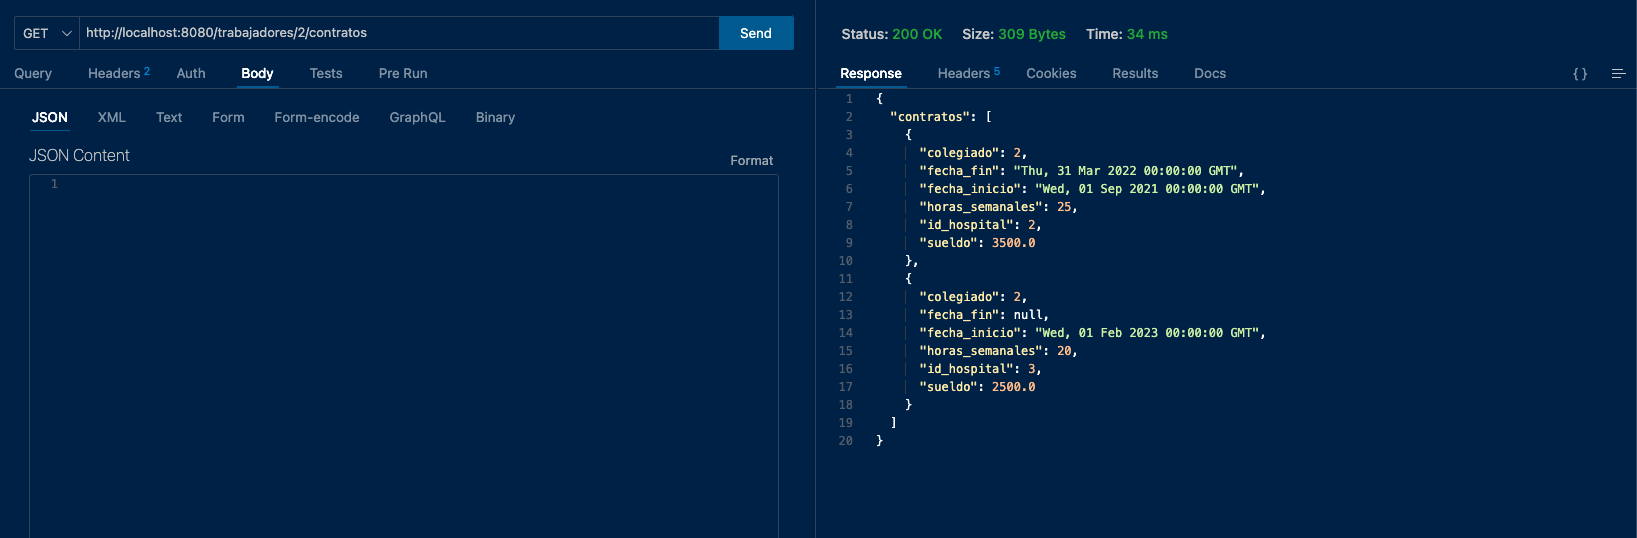 GET http://localhost:8080/trabajadores/2/contratos Send
Query Headers 2 Auth Body Tests Pre Run
JSON XML Text Form Form-encode GraphQL Binary
JSON Content
Format
1
Status: 200 OK Size: 309 Bytes Time: 34 ms
Response Headers 5 Cookies Results Docs { }
1 {
2 "contratos": [
3 {
4 "colegiado": 2,
5 "fecha_fin": "Thu, 31 Mar 2022 00:00:00 GMT",
6 "fecha_inicio": "Wed, 01 Sep 2021 00:00:00 GMT",
7 "horas_semanales": 25,
8 "id_hospital": 2,
9 "sueldo": 3500.0
10 },
11 {
12 "colegiado": 2,
13 "fecha_fin": null,
14 "fecha_inicio": "Wed, 01 Feb 2023 00:00:00 GMT",
15 "horas_semanales": 20,
16 "id_hospital": 3,
17 "sueldo": 2500.0
18 }
19 ]
20 }